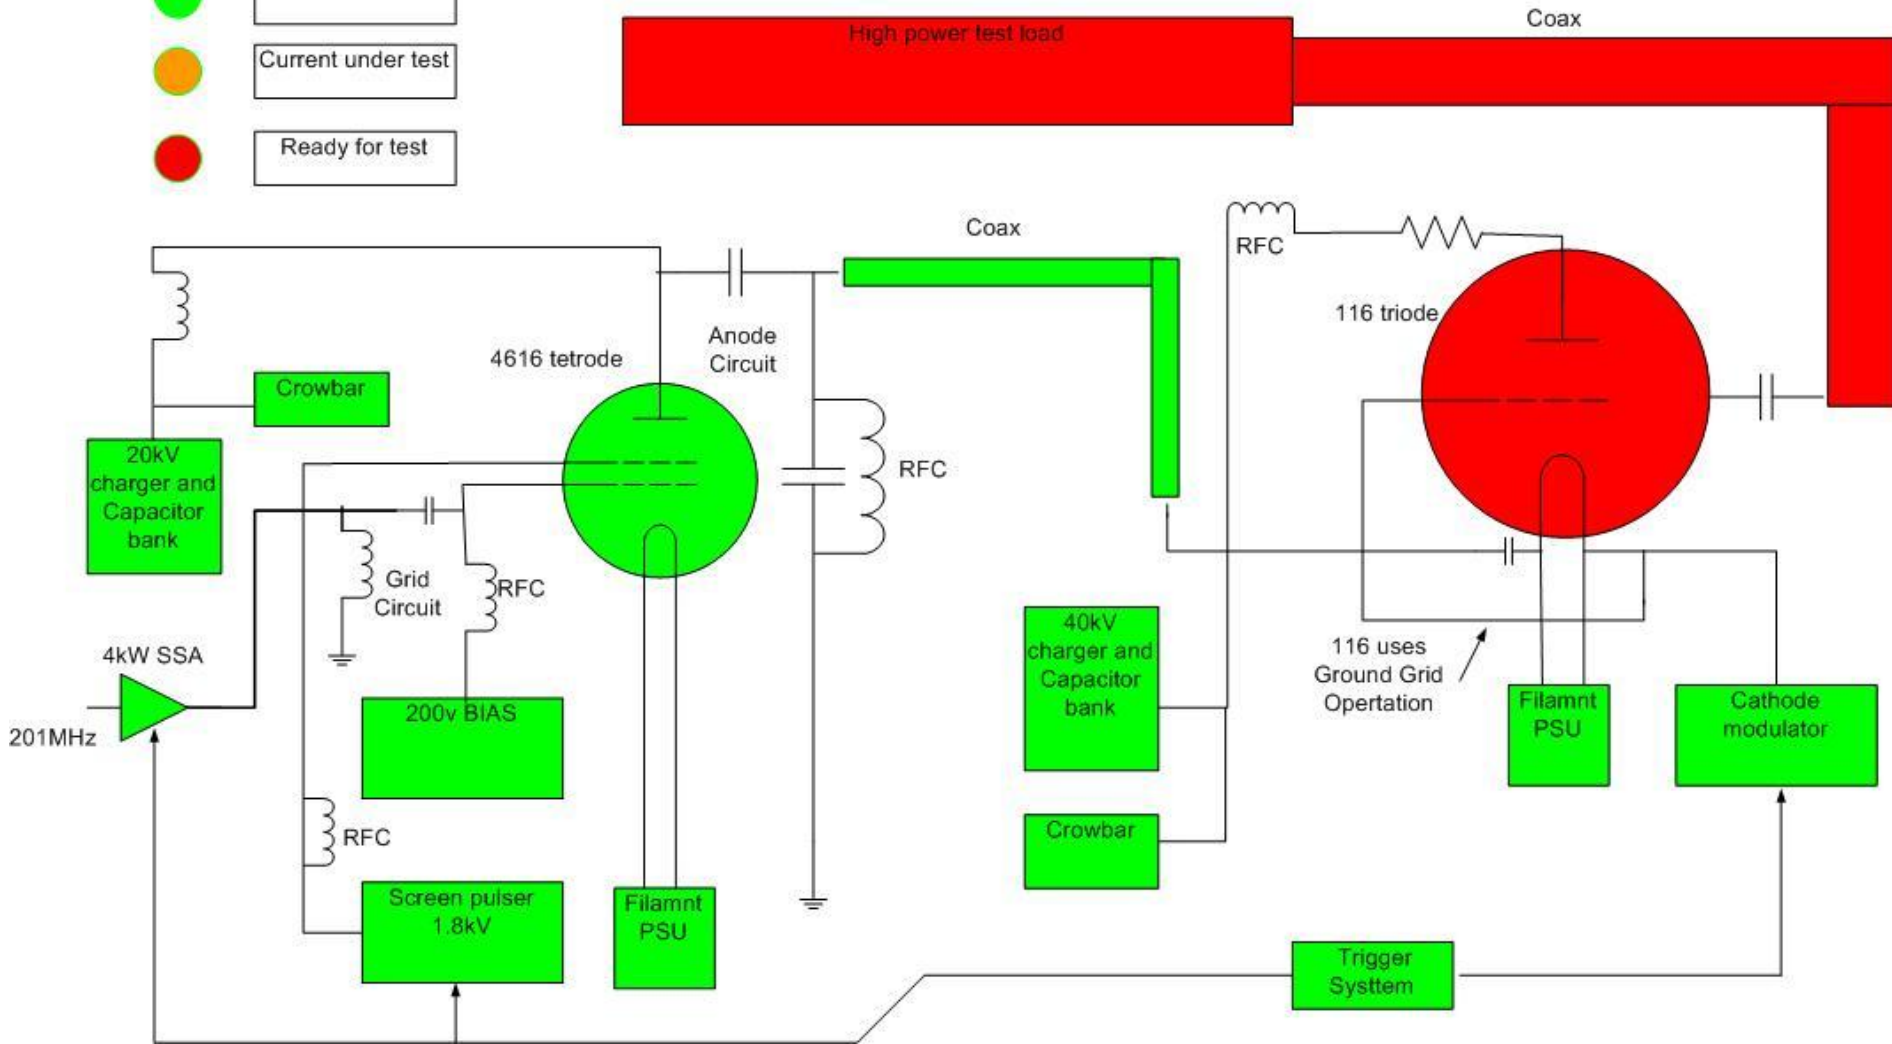 Coax
High power test load
Current under test
Ready for test
Coax
RFC
116 triode
Anode
Circuit
4616 tetrode
Crowbar
20kV
charger and
Capacitor
bank
RFC
Grid
Circuit
RFC
40kV
charger and
Capacitor
bank
116 uses
Ground Grid
Opertation
4kW SSA
201MHz
200v BIAS
Filamnt
PSU
Cathode
modulator
RFC
Crowbar
Screen pulser
1.8kV
Filamnt
PSU
Trigger
Systtem